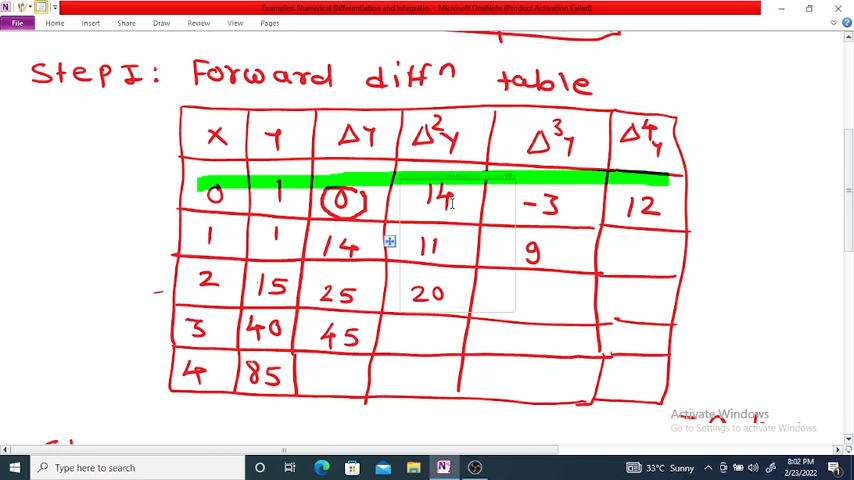 Examples: Numerical Differentiation and Integratio - Microsoft OneNote (Product Activation Failed)
File Home Insert Share Draw Review View Pages
Step I: Forward diffn table
X Y ΔY Δ²Y Δ³Y Δ⁴Y
0 1 0 14 -3 12
1 1 14 11 9
2 15 25 20
3 40 45
4 85
Activate Windows
Go to Settings to activate Windows.
Type here to search
33°C Sunny
8:02 PM
2/23/2022